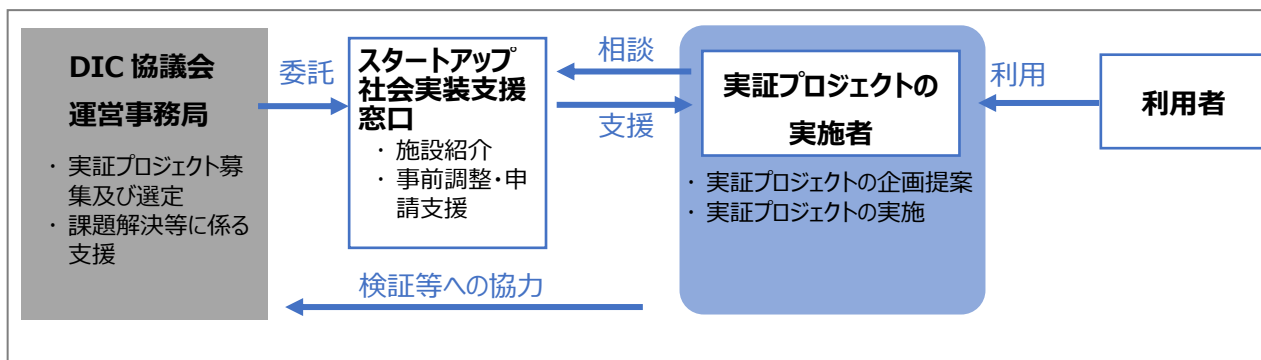 DIC 協議会
運営事務局
・ 実証プロジェクト募
集及び選定
・ 課題解決等に係る
支援
委託
スタートアップ
社会実装支援
窓口
・ 施設紹介
・ 事前調整・申
請支援
相談
支援
実証プロジェクトの
実施者
・ 実証プロジェクトの企画提案
・ 実証プロジェクトの実施
利用
利用者
検証等への協力